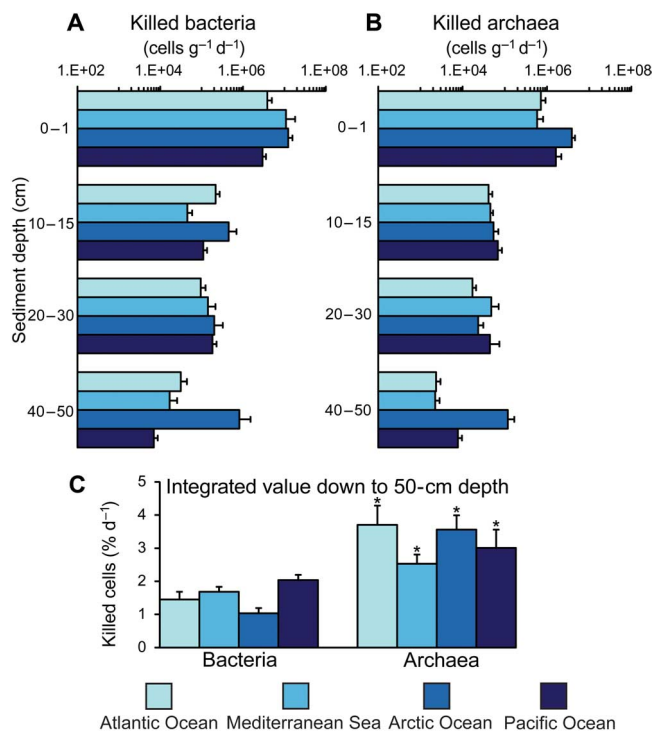 A Killed bacteria
(cells g⁻¹ d⁻¹)
1.E+02 1.E+04 1.E+06 1.E+08
B Killed archaea
(cells g⁻¹ d⁻¹)
1.E+02 1.E+04 1.E+06 1.E+08
Sediment depth (cm)
0–1
10–15
20–30
40–50
0–1
10–15
20–30
40–50
C Integrated value down to 50-cm depth
Killed cells (% d⁻¹)
5
4
3
2
1
0
* * * *
Bacteria Archaea
Atlantic Ocean Mediterranean Sea Arctic Ocean Pacific Ocean